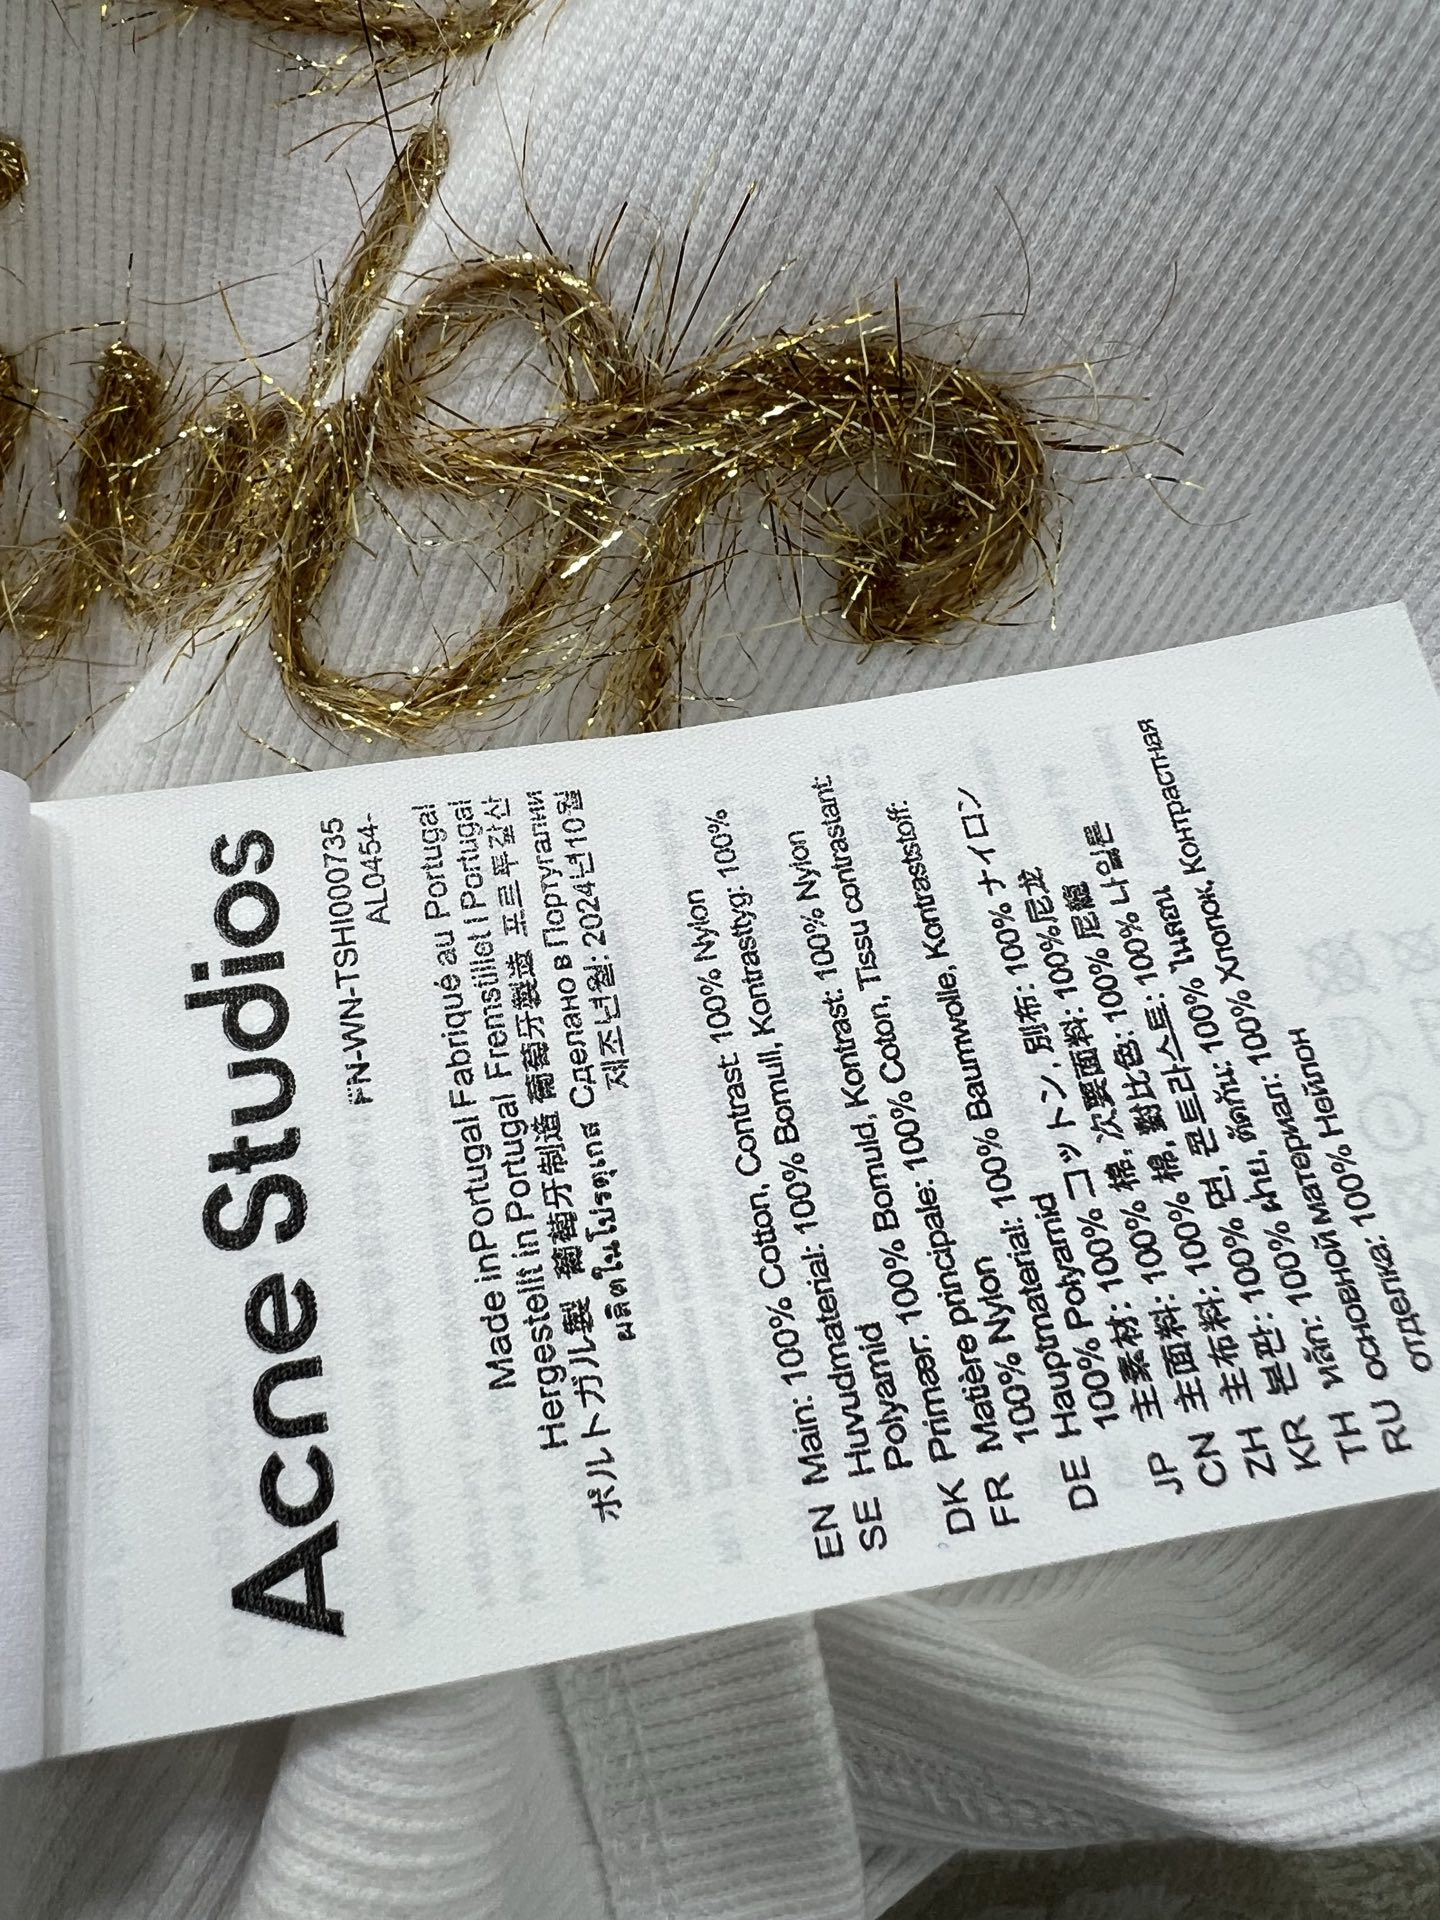 Acne Studios
FN-WN-TSHI000735
AL0454-
Made in Portugal Fabriqué au Portugal
Hergestellt in Portugal Fremstillet I Portugal
ポルトガル製 葡萄牙制造 葡萄牙製造 포르투갈산
ผลิตในโปรตุเกส Сделано в Португалии
제조년월: 2024년10월
EN Main: 100% Cotton, Contrast: 100% Nylon
SE Huvudmaterial: 100% Bomull, Kontrasttyg: 100%
Polyamid
DK Primær: 100% Bomuld, Kontrast: 100% Nylon
FR Matière principale: 100% Coton, Tissu contrastant:
100% Nylon
DE Hauptmaterial: 100% Baumwolle, Kontraststoff:
100% Polyamid
JP 主素材: 100% コットン, 別布: 100% ナイロン
CN 主面料: 100% 棉, 次要面料: 100% 尼龙
ZH 主布料: 100% 棉, 對比色: 100% 尼龍
KR 본판: 100% 면, 콘트라스트: 100% 나일론
TH หลัก: 100% ฝ้าย, ตัดกัน: 100% ไนลอน
RU основной материал: 100% Хлопок, Контрастная
отделка: 100% Нейлон